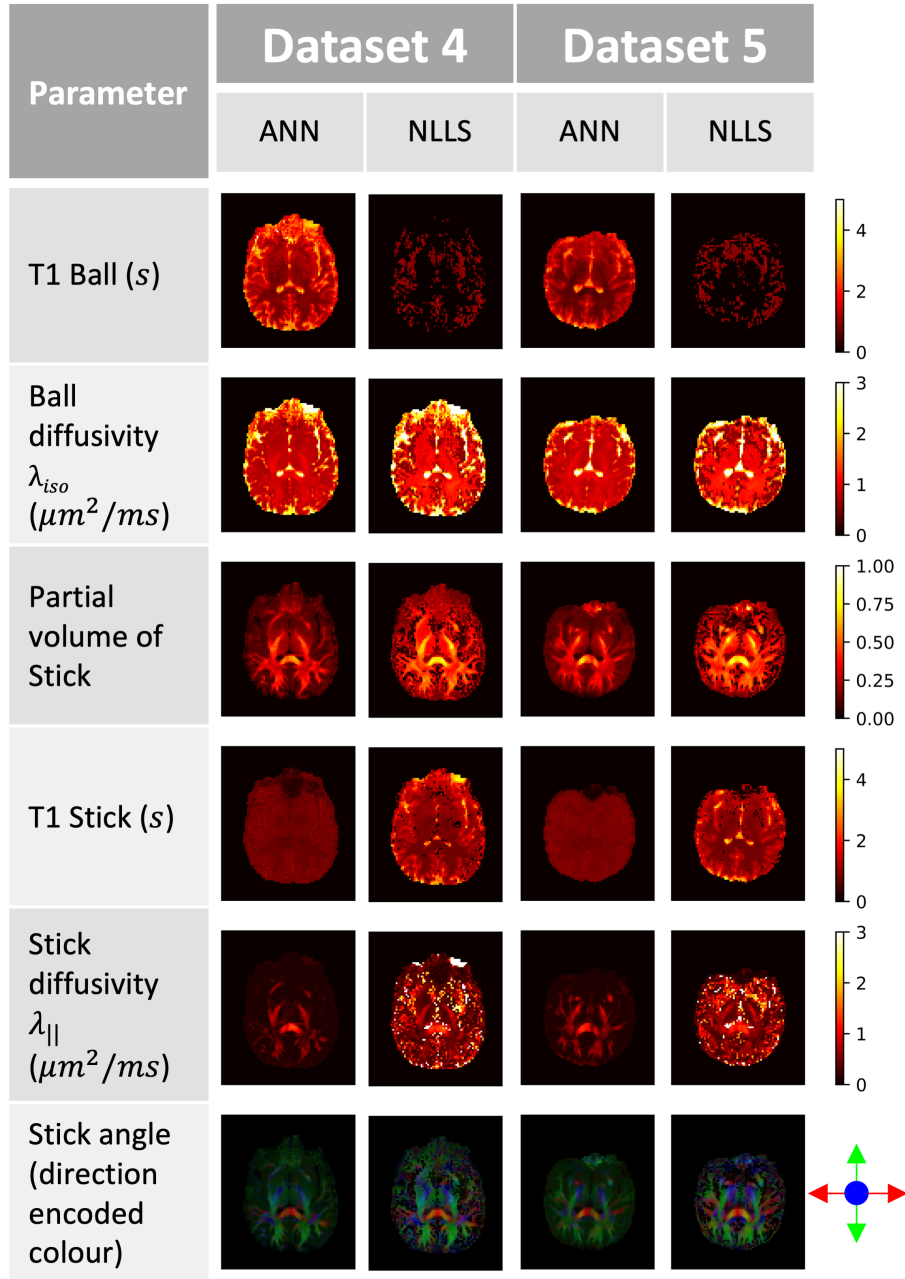 Parameter
Dataset 4
Dataset 5
ANN
NLLS
ANN
NLLS
T1 Ball (s)
4
2
0
Ball
diffusivity
λiso
(μm²/ms)
3
2
1
0
Partial
volume of
Stick
1.00
0.75
0.50
0.25
0.00
T1 Stick (s)
4
2
0
Stick
diffusivity
λ||
(μm²/ms)
3
2
1
0
Stick angle
(direction
encoded
colour)